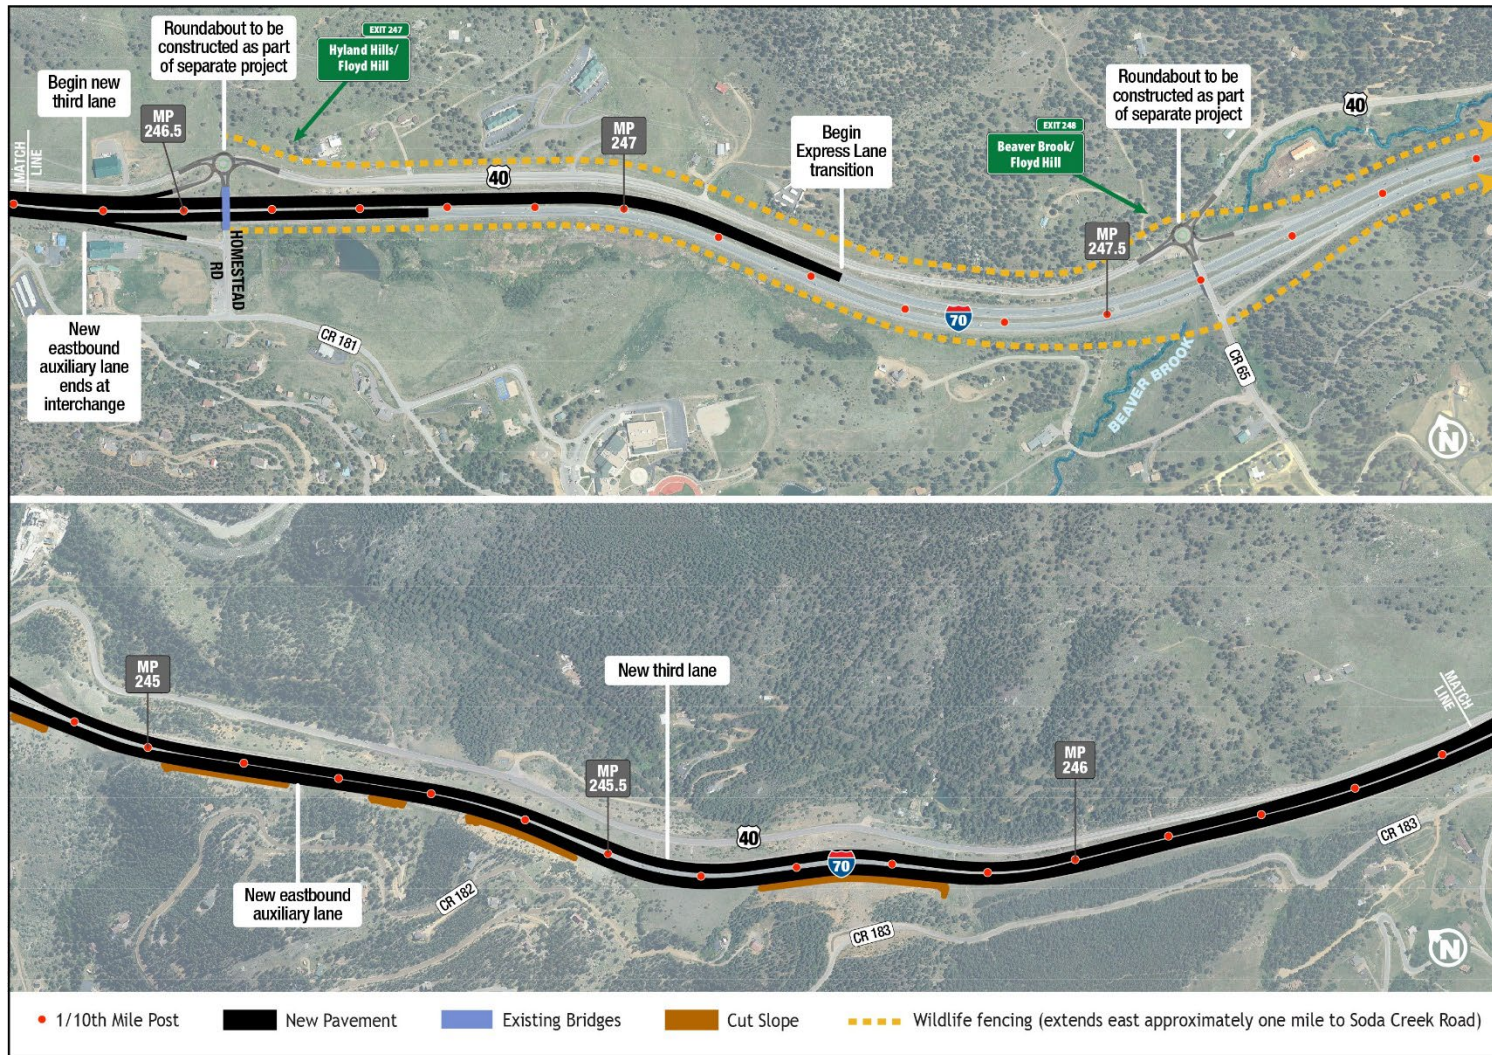 Roundabout to be
constructed as part
of separate project
EXIT 247
Hyland Hills/
Floyd Hill
Begin new
third lane
MP
246.5
MATCH
LINE
40
MP
247
Begin
Express Lane
transition
EXIT 248
Beaver Brook/
Floyd Hill
Roundabout to be
constructed as part
of separate project
40
HOMESTEAD
RD
MP
247.5
70
New
eastbound
auxiliary lane
ends at
interchange
CR 181
BEAVER BROOK
CR 65
N
MP
245
New third lane
MP
245.5
40
70
MP
246
MATCH
LINE
New eastbound
auxiliary lane
CR 182
CR 183
CR 183
N
1/10th Mile Post
New Pavement
Existing Bridges
Cut Slope
Wildlife fencing (extends east approximately one mile to Soda Creek Road)